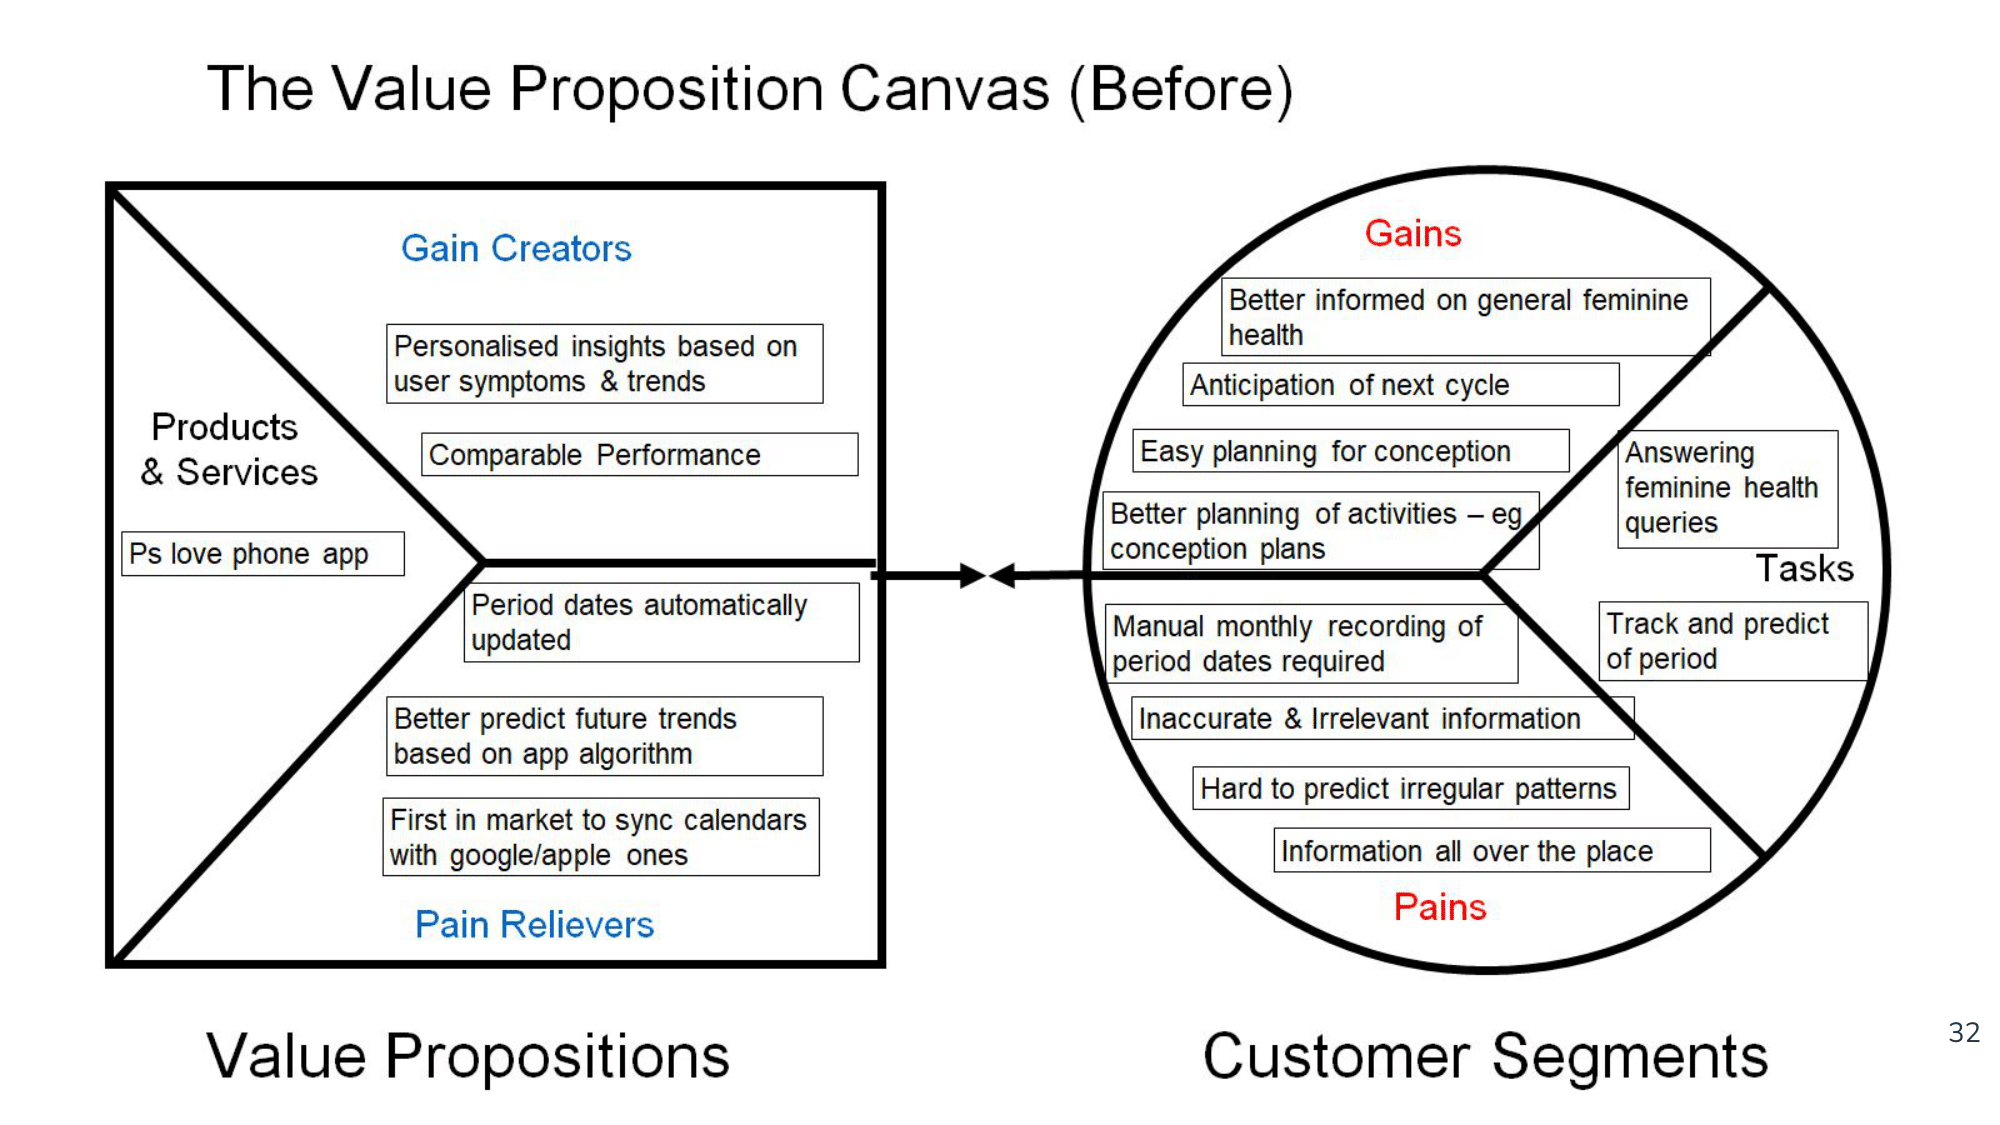 The Value Proposition Canvas (Before)
Gain Creators
Personalised insights based on
user symptoms & trends
Comparable Performance
Products
& Services
Ps love phone app
Period dates automatically
updated
Better predict future trends
based on app algorithm
First in market to sync calendars
with google/apple ones
Pain Relievers
Value Propositions
Gains
Better informed on general feminine
health
Anticipation of next cycle
Easy planning for conception
Better planning of activities – eg
conception plans
Answering
feminine health
queries
Tasks
Track and predict
of period
Manual monthly recording of
period dates required
Inaccurate & Irrelevant information
Hard to predict irregular patterns
Information all over the place
Pains
Customer Segments
32